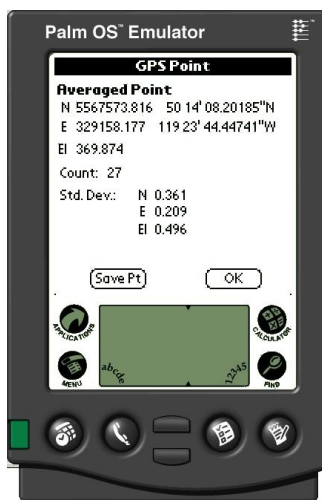 Palm OS™ Emulator
GPS Point
Averaged Point
N 5567573.816 50 14' 08.20185"N
E 329158.177 119 23' 44.44741"W
El 369.874
Count: 27
Std. Dev.: N 0.361
E 0.209
El 0.496
Save Pt OK
APPLICATIONS CALCULATOR
MENU abcde 12345 FIND